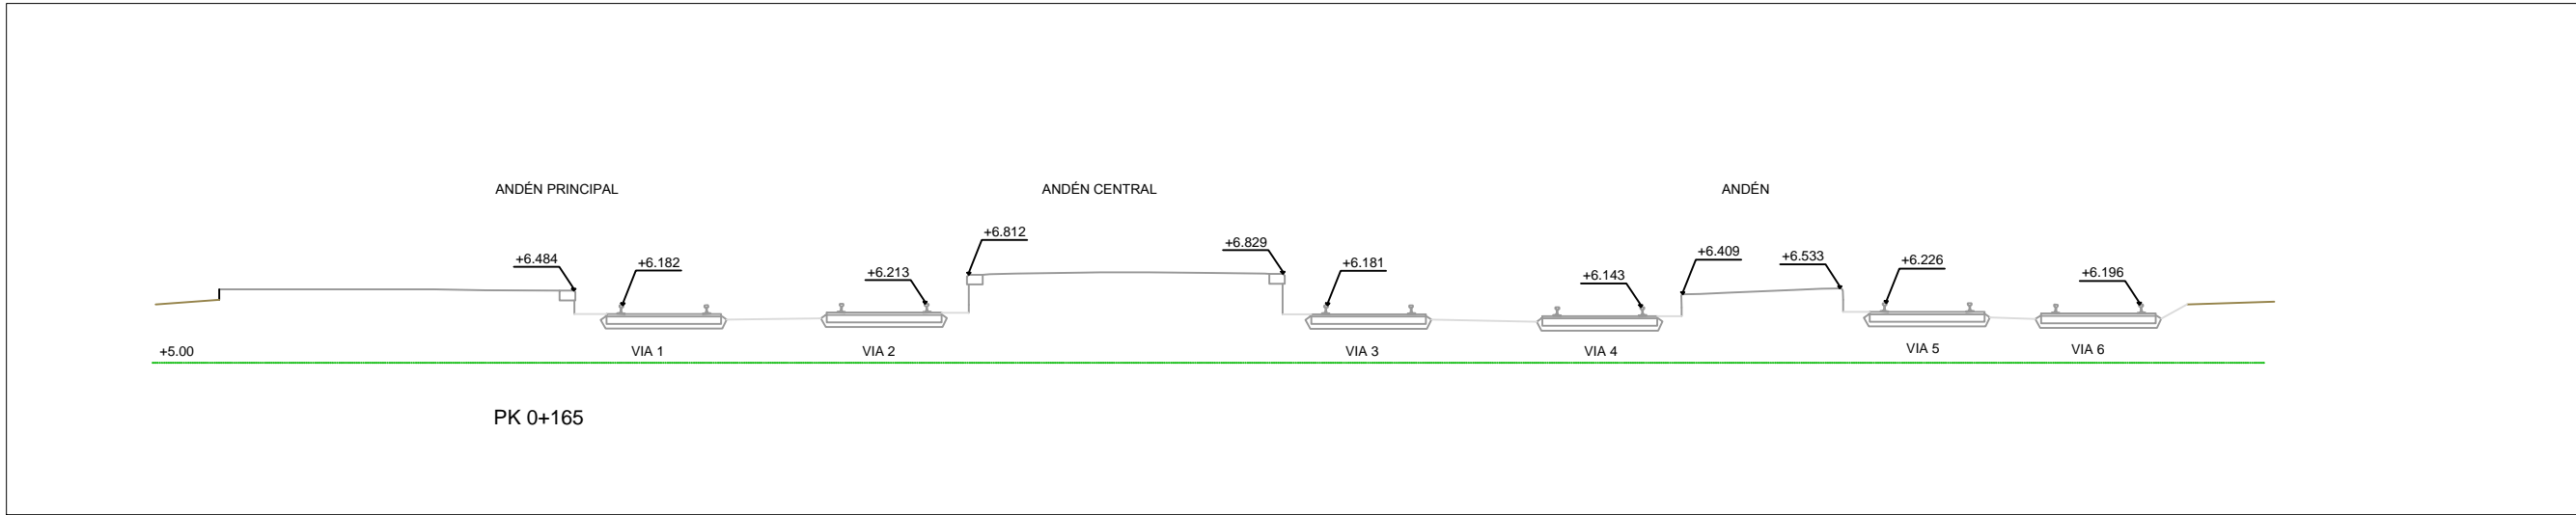 ANDÉN PRINCIPAL
ANDÉN CENTRAL
ANDÉN
+6.484
+6.182
+6.213
+6.812
+6.829
+6.181
+6.143
+6.409
+6.533
+6.226
+6.196
+5.00
VIA 1
VIA 2
VIA 3
VIA 4
VIA 5
VIA 6
PK 0+165